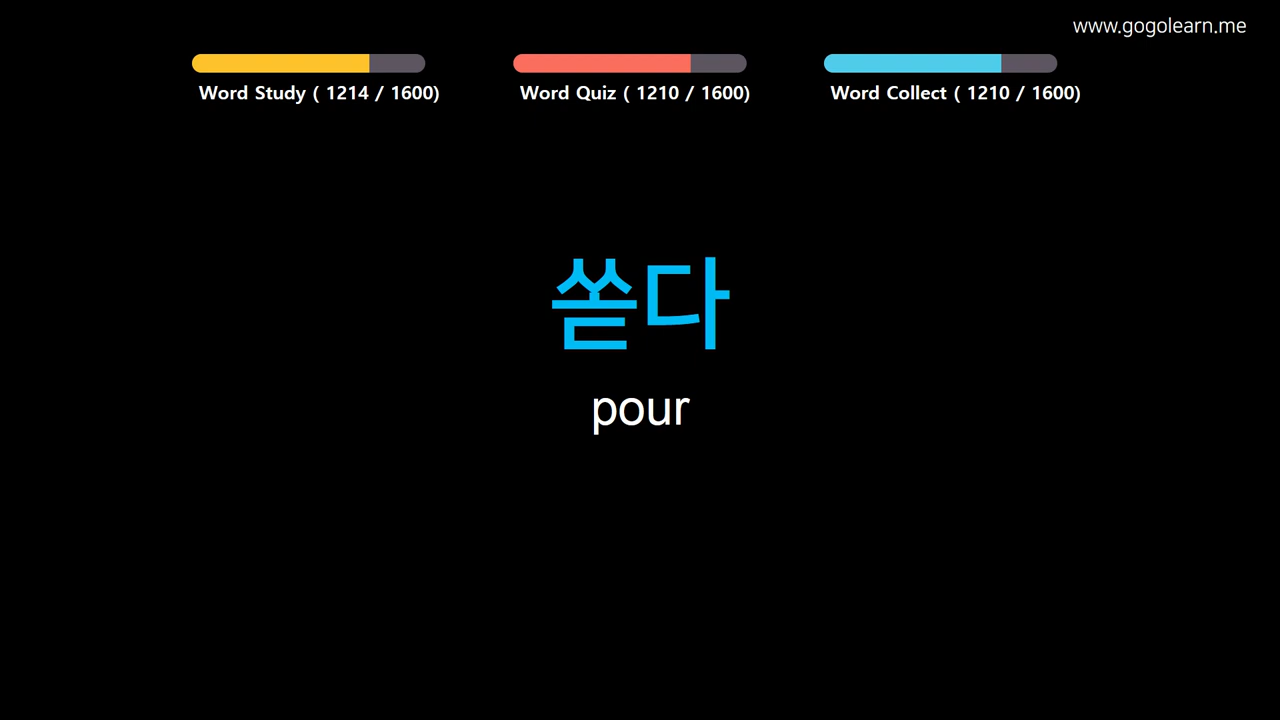 www.gogolearn.me
Word Study ( 1214 / 1600)
Word Quiz ( 1210 / 1600)
Word Collect ( 1210 / 1600)
쏟다
pour